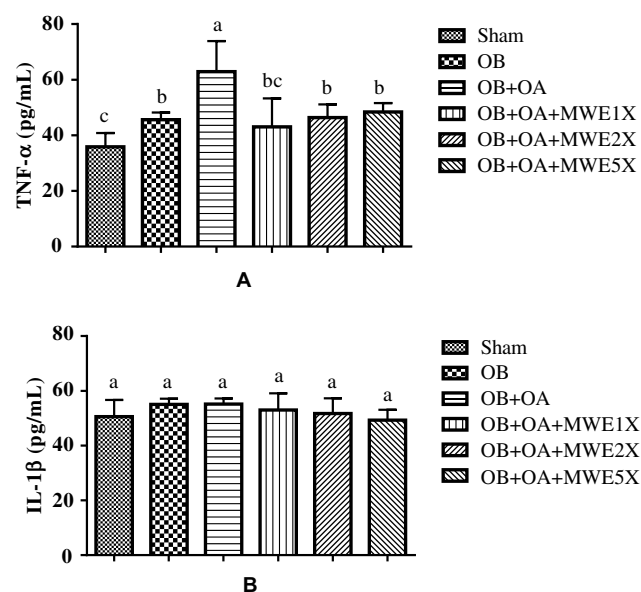 80
60
40
20
0
TNF-α (pg/mL)
c
b
a
bc
b
b
Sham
OB
OB+OA
OB+OA+MWE1X
OB+OA+MWE2X
OB+OA+MWE5X
A
80
60
40
20
0
IL-1β (pg/mL)
a
a
a
a
a
a
Sham
OB
OB+OA
OB+OA+MWE1X
OB+OA+MWE2X
OB+OA+MWE5X
B